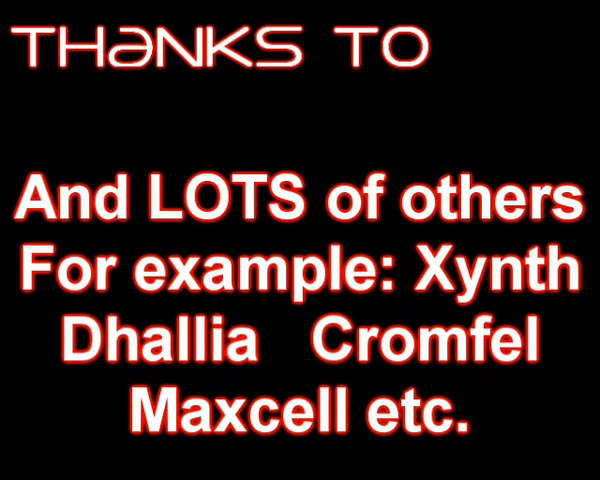 THANKS TO
And LOTS of others
For example: Xynth
Dhallia Cromfel
Maxcell etc.